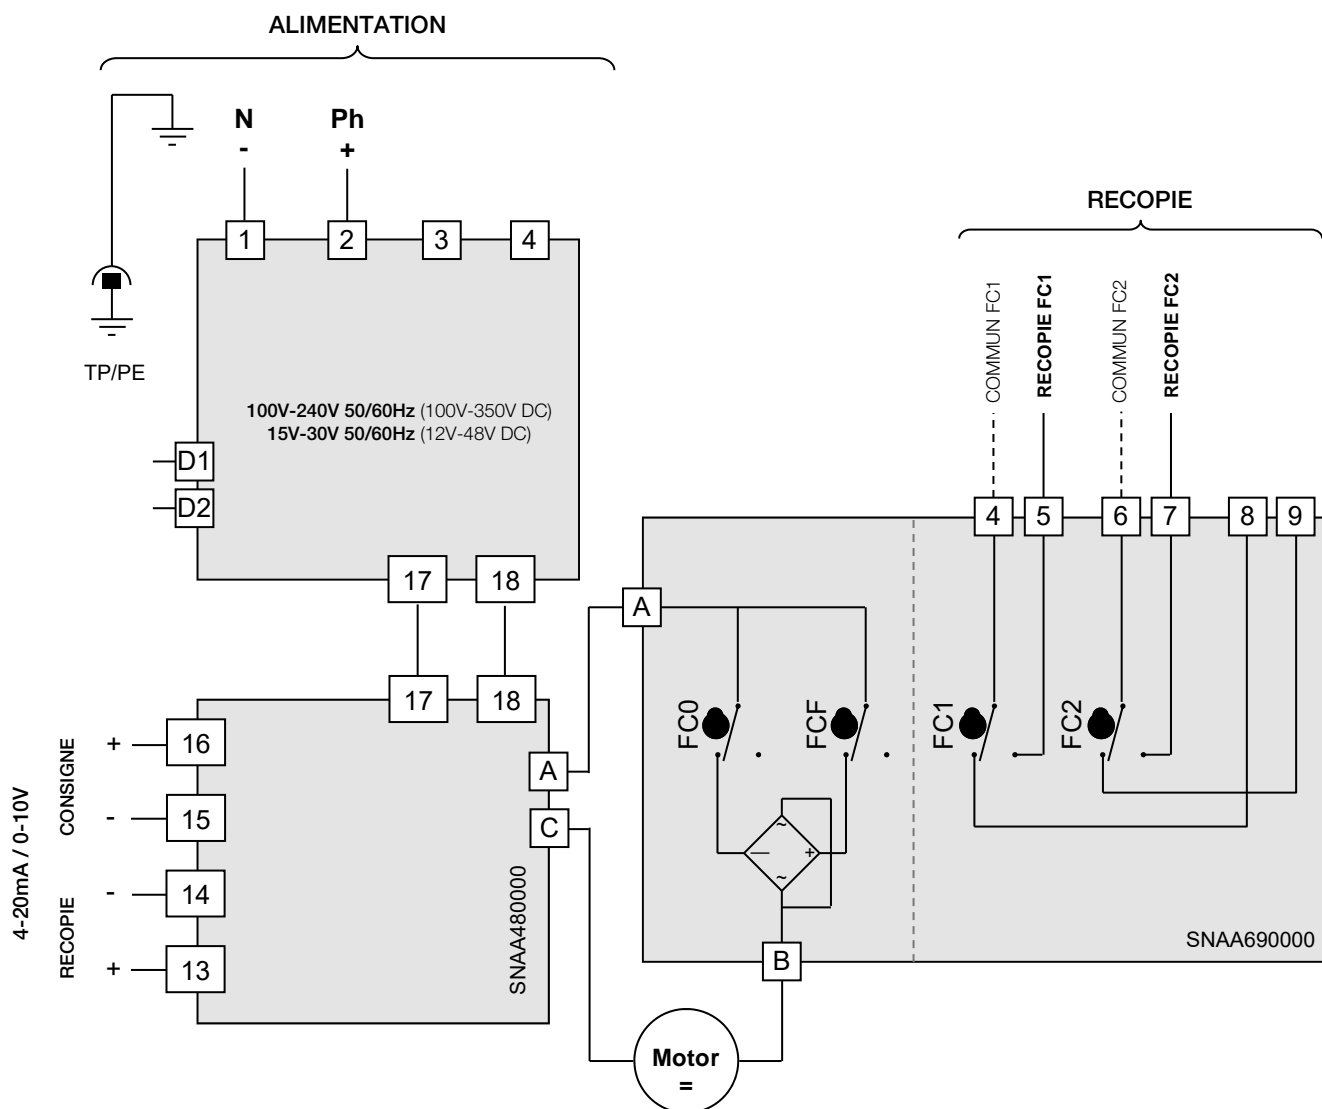 ALIMENTATION
N
-
Ph
+
1
2
3
4
TP/PE
100V-240V 50/60Hz (100V-350V DC)
15V-30V 50/60Hz (12V-48V DC)
D1
D2
17
18
17
18
4-20mA / 0-10V
CONSIGNE
RECOPIE
+
16
-
15
-
14
+
13
A
C
SNAA480000
RECOPIE
COMMUN FC1
RECOPIE FC1
COMMUN FC2
RECOPIE FC2
4
5
6
7
8
9
A
FC0
FCF
FC1
FC2
~
—
+
~
B
SNAA690000
Motor
=